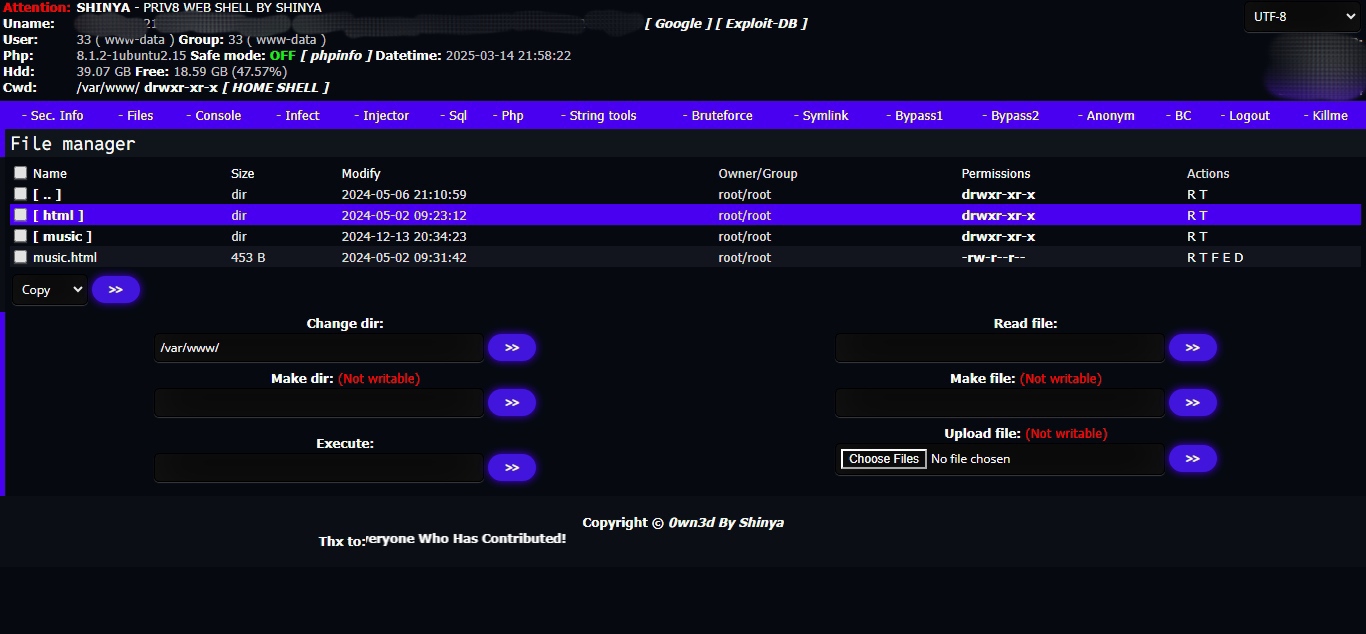 Attention: SHINYA - PRIV8 WEB SHELL BY SHINYA
UTF-8
Uname: 21 [ Google ] [ Exploit-DB ]
User: 33 ( www-data ) Group: 33 ( www-data )
Php: 8.1.2-1ubuntu2.15 Safe mode: OFF [ phpinfo ] Datetime: 2025-03-14 21:58:22
Hdd: 39.07 GB Free: 18.59 GB (47.57%)
Cwd: /var/www/ drwxr-xr-x [ HOME SHELL ]
- Sec. Info - Files - Console - Infect - Injector - Sql - Php - String tools - Bruteforce - Symlink - Bypass1 - Bypass2 - Anonym - BC - Logout - Killme
File manager
Name Size Modify Owner/Group Permissions Actions
[ .. ] dir 2024-05-06 21:10:59 root/root drwxr-xr-x R T
[ html ] dir 2024-05-02 09:23:12 root/root drwxr-xr-x R T
[ music ] dir 2024-12-13 20:34:23 root/root drwxr-xr-x R T
music.html 453 B 2024-05-02 09:31:42 root/root -rw-r--r-- R T F E D
Copy >>
Change dir: Read file:
/var/www/ >> >>
Make dir: (Not writable) Make file: (Not writable)
>> >>
Execute: Upload file: (Not writable)
>> Choose Files No file chosen >>
Copyright © 0wn3d By Shinya
Thx to: eryone Who Has Contributed!